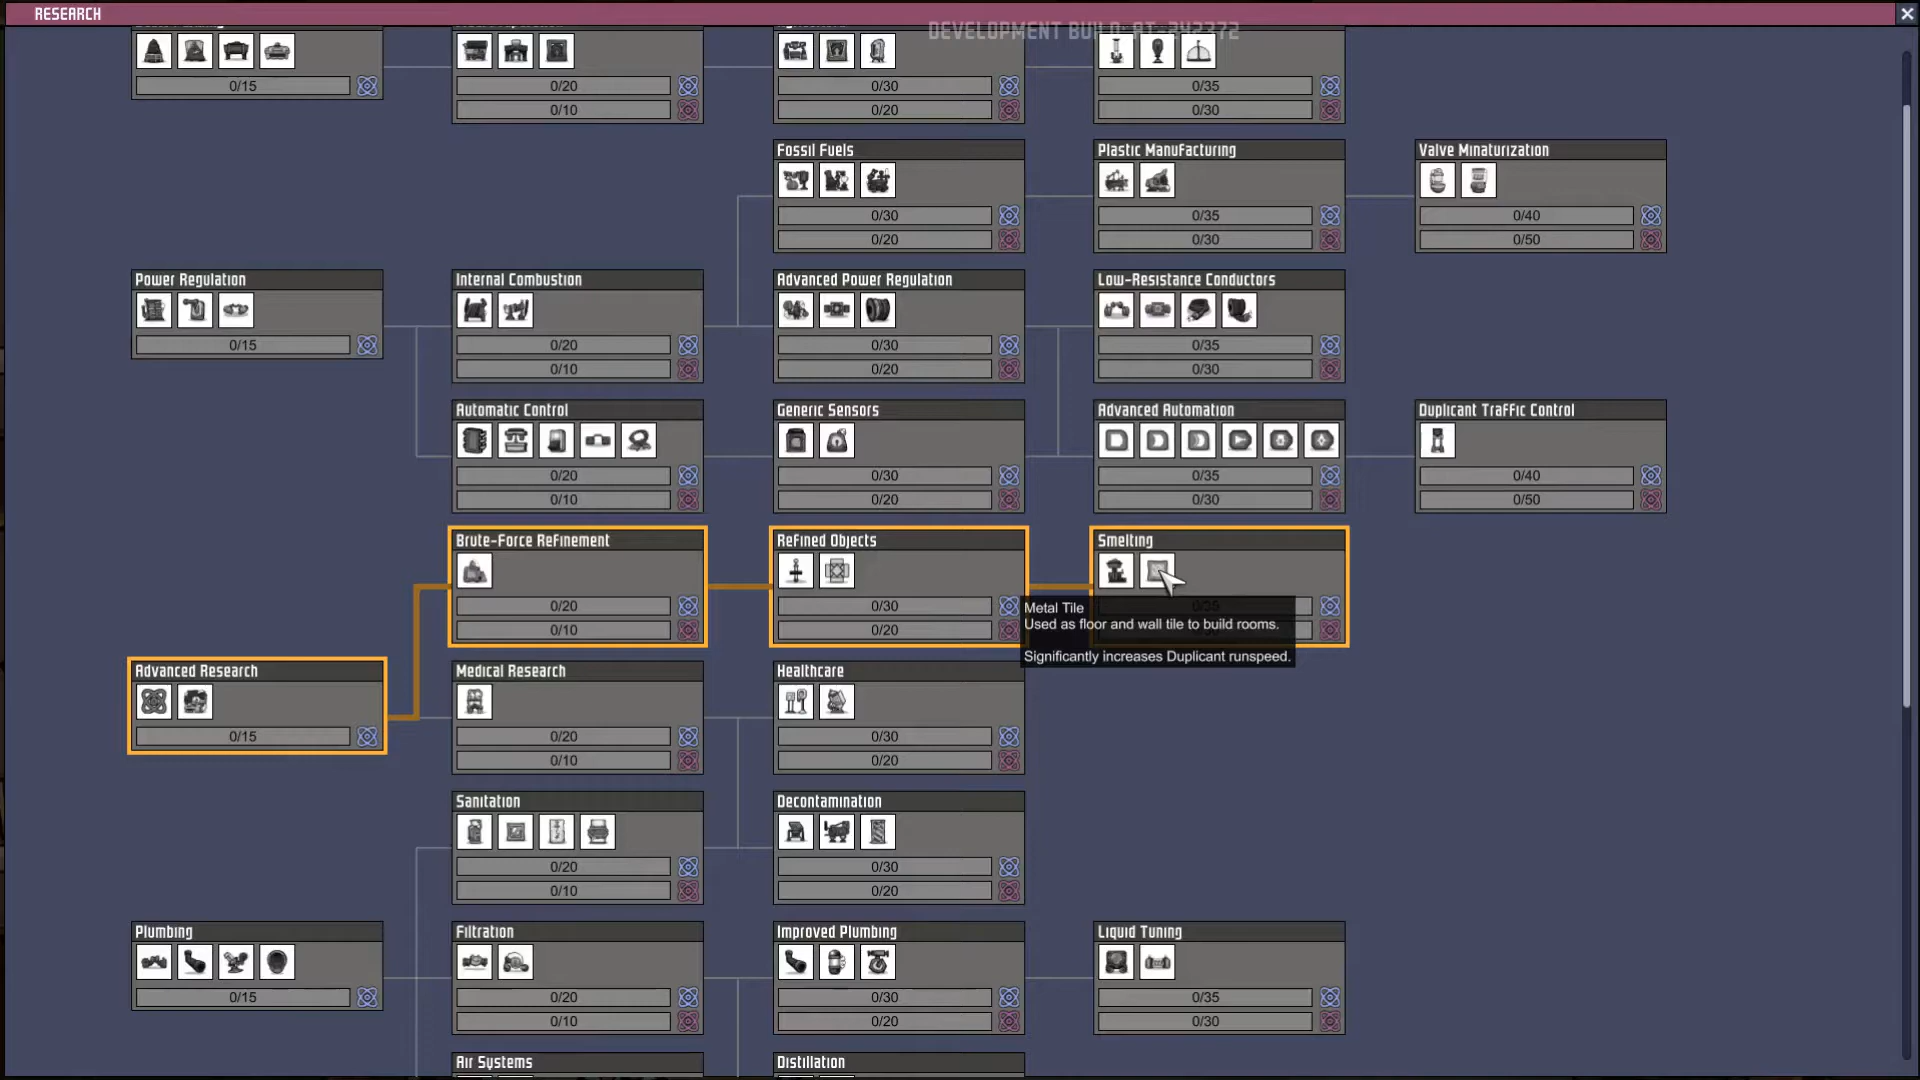 RESEARCH
DEVELOPMENT BUILD: AT-242372
0/15
0/20
0/10
0/30
0/20
0/35
0/30
Fossil Fuels
0/30
0/20
Plastic Manufacturing
0/35
0/30
Valve Minaturization
0/40
0/50
Power Regulation
0/15
Internal Combustion
0/20
0/10
Advanced Power Regulation
0/30
0/20
Low-Resistance Conductors
0/35
0/30
Automatic Control
0/20
0/10
Generic Sensors
0/30
0/20
Advanced Automation
0/35
0/30
Duplicant Traffic Control
0/40
0/50
Brute-Force Refinement
0/20
0/10
Refined Objects
0/30
0/20
Smelting
0/35
Metal Tile
Used as floor and wall tile to build rooms.
Significantly increases Duplicant runspeed.
Advanced Research
0/15
Medical Research
0/20
0/10
Healthcare
0/30
0/20
Sanitation
0/20
0/10
Decontamination
0/30
0/20
Plumbing
0/15
Filtration
0/20
0/10
Improved Plumbing
0/30
0/20
Liquid Tuning
0/35
0/30
Air Systems
Distillation